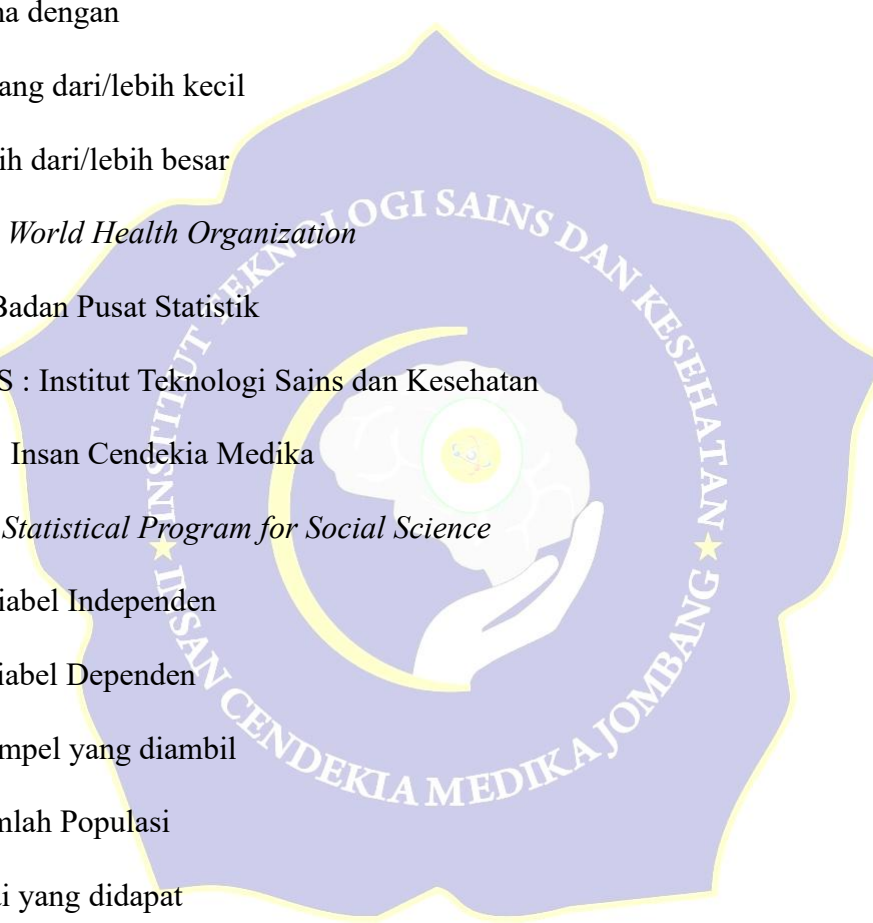 na dengan
ang dari/lebih kecil
ih dari/lebih besar
World Health Organization
Badan Pusat Statistik
S : Institut Teknologi Sains dan Kesehatan
Insan Cendekia Medika
Statistical Program for Social Science
iabel Independen
iabel Dependen
mpel yang diambil
mlah Populasi
i yang didapat
INSTITUT TEKNOLOGI SAINS DAN KESEHATAN
INSAN CENDEKIA MEDIKA JOMBANG